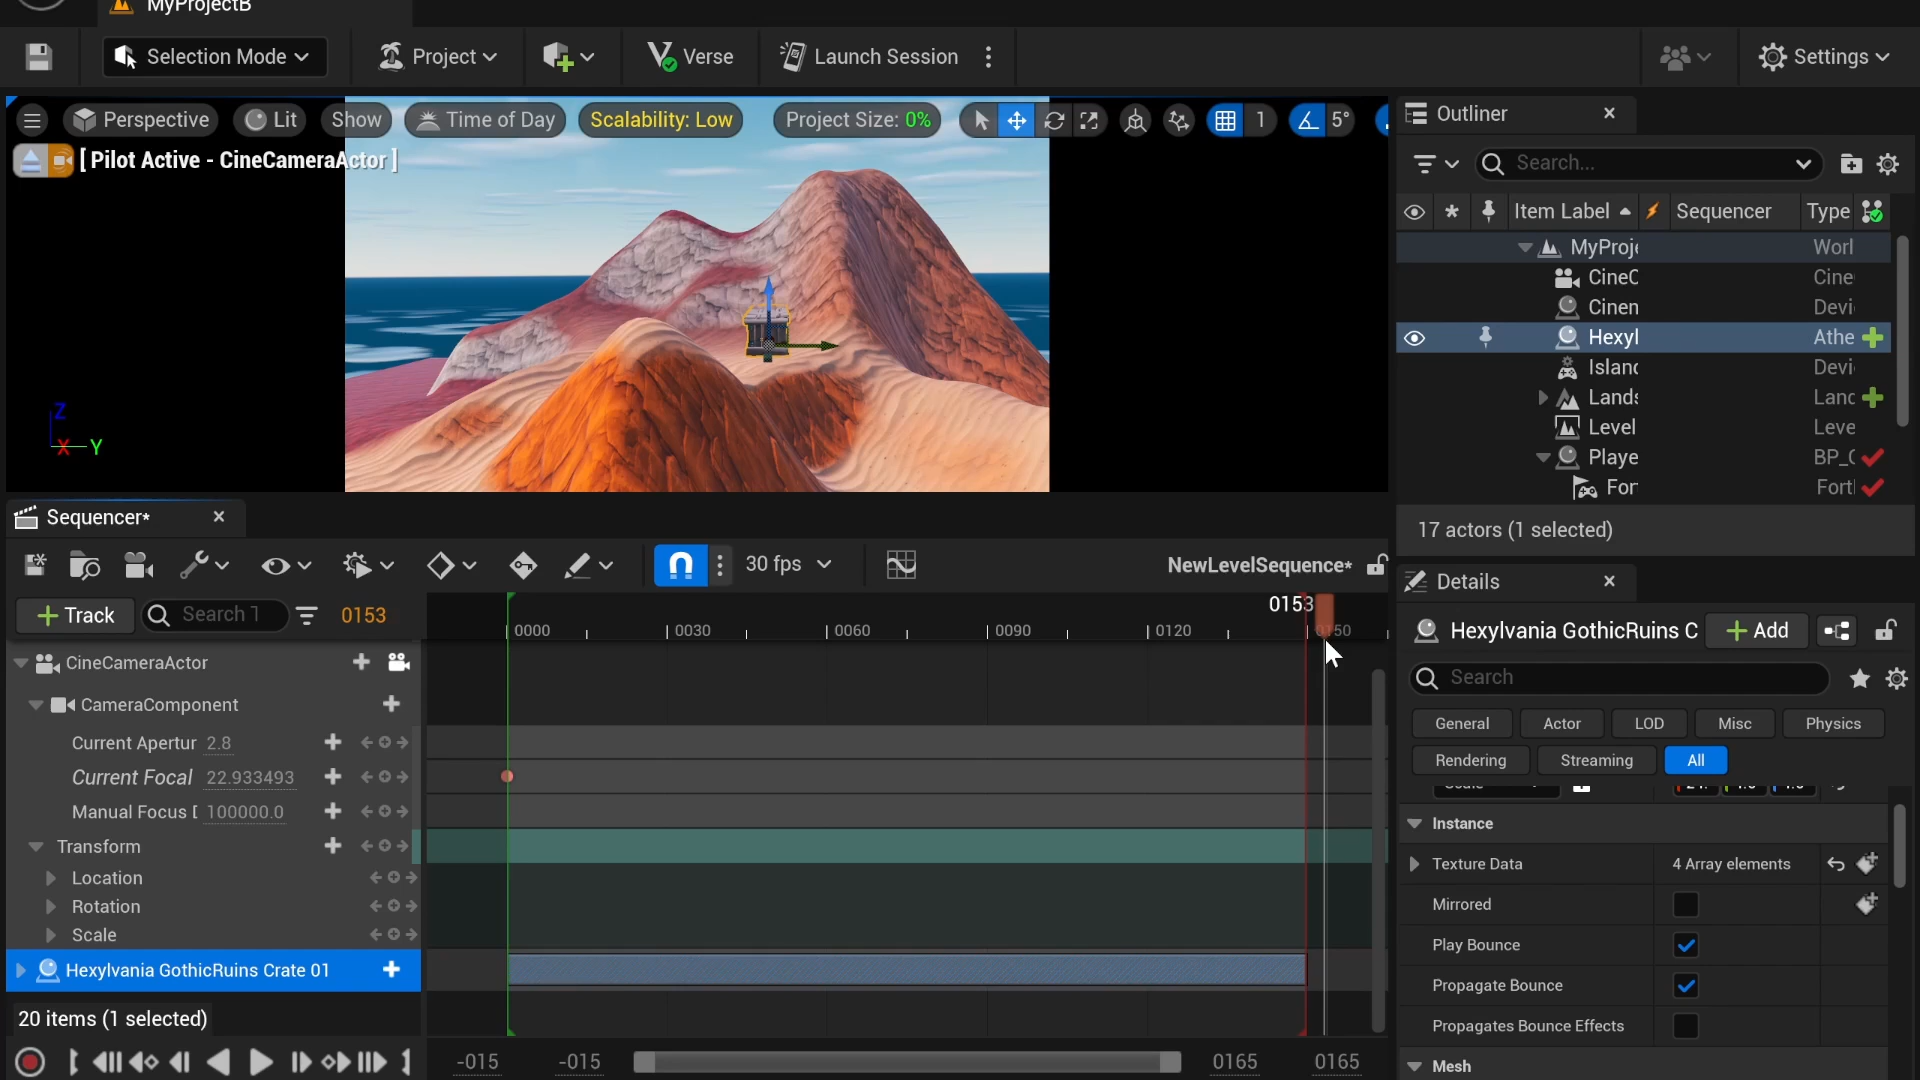 MyProjectB
Selection Mode
Project
Verse
Launch Session
Settings
Perspective
Lit
Show
Time of Day
Scalability: Low
Project Size: 0%
1
5°
[ Pilot Active - CineCameraActor ]
Z
X
Y
Outliner
Search...
Item Label
Sequencer
Type
MyProje
Worl
CineC
Cine
Cinen
Devi
Hexyl
Athe
Islanc
Devi
Lands
Lanc
Level
Leve
Playe
BP_C
For
Fort
17 actors (1 selected)
Sequencer*
30 fps
NewLevelSequence*
Track
Search T
0153
0153
0000
0030
0060
0090
0120
0150
CineCameraActor
CameraComponent
Current Apertur 2.8
Current Focal 22.933493
Manual Focus D 100000.0
Transform
Location
Rotation
Scale
Hexylvania GothicRuins Crate 01
20 items (1 selected)
-015
-015
0165
0165
Details
Hexylvania GothicRuins C
Add
Search
General
Actor
LOD
Misc
Physics
Rendering
Streaming
All
Instance
Texture Data
4 Array elements
Mirrored
Play Bounce
Propagate Bounce
Propagates Bounce Effects
Mesh